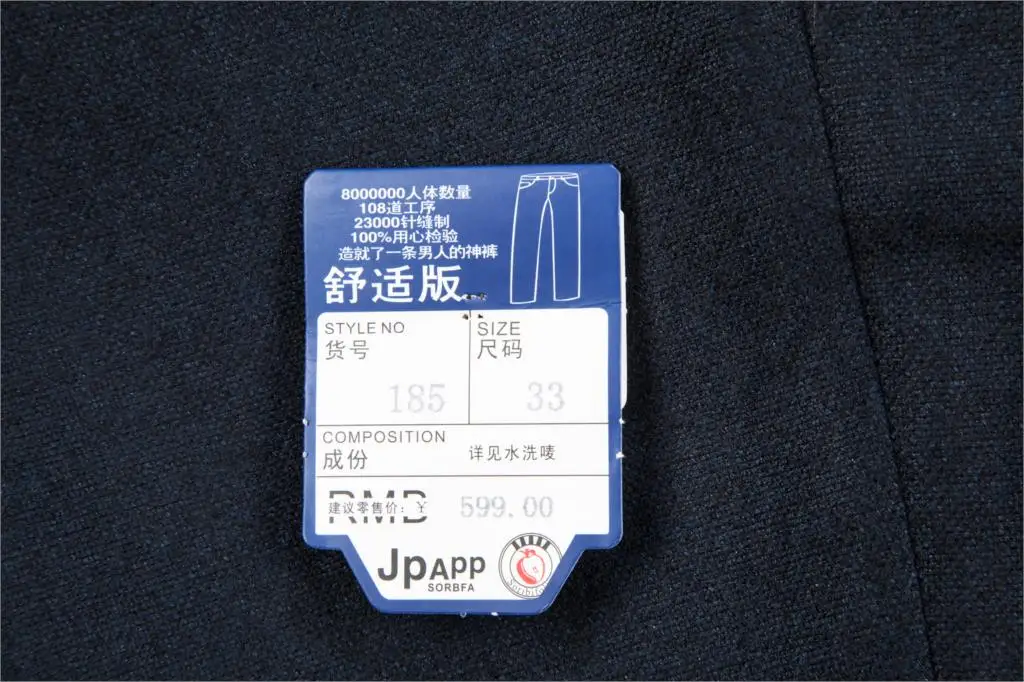 8000000人体数量
108道工序
23000针缝制
100%用心检验
造就了一条男人的神裤
舒适版
STYLE NO
货号
185
SIZE
尺码
33
COMPOSITION
成份
详见水洗唛
RMB
建议零售价：￥ 599.00
JpAPP
SORBFA